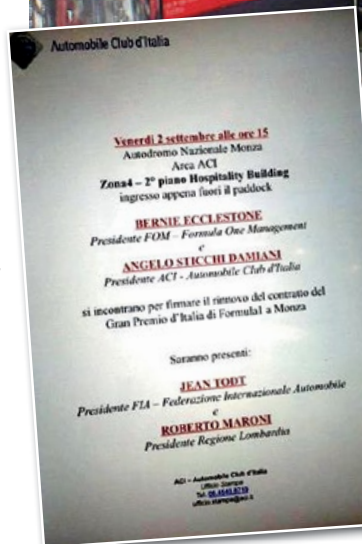 Automobile Club d'Italia
Venerdì 2 settembre alle ore 15
Autodromo Nazionale Monza
Area ACI
Zona4 – 2° piano Hospitality Building
ingresso appena fuori il paddock
BERNIE ECCLESTONE
Presidente FOM – Formula One Management
e
ANGELO STICCHI DAMIANI
Presidente ACI - Automobile Club d'Italia
si incontrano per firmare il rinnovo del contratto del
Gran Premio d'Italia di Formula1 a Monza
Saranno presenti:
JEAN TODT
Presidente FIA – Federazione Internazionale Automobile
e
ROBERTO MARONI
Presidente Regione Lombardia
ACI – Automobile Club d'Italia
Ufficio Stampa
Tel.